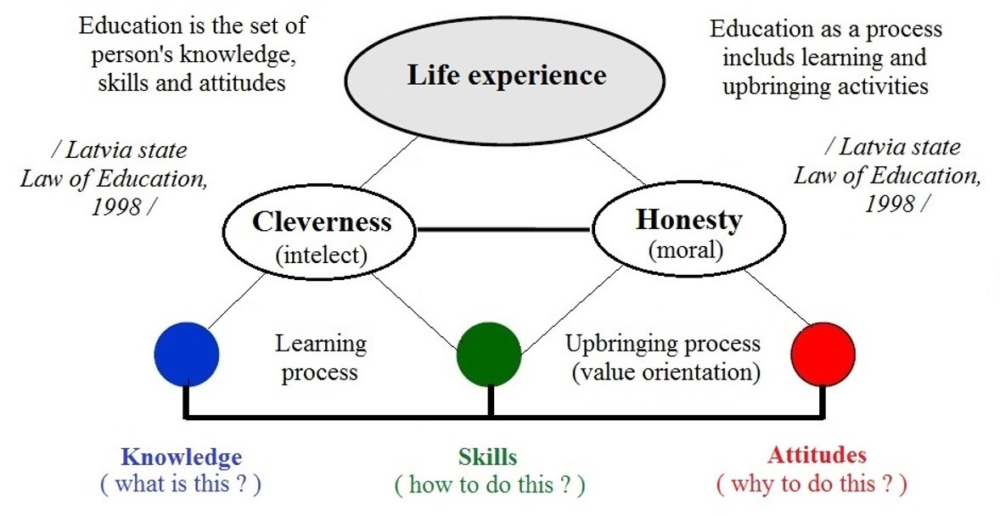 Education is the set of
person's knowledge,
skills and attitudes
/ Latvia state
Law of Education,
1998 /
Life experience
Education as a process
includs learning and
upbringing activities
/ Latvia state
Law of Education,
1998 /
Cleverness
(intelect)
Honesty
(moral)
Learning
process
Upbringing process
(value orientation)
Knowledge
( what is this ? )
Skills
( how to do this ? )
Attitudes
( why to do this ? )